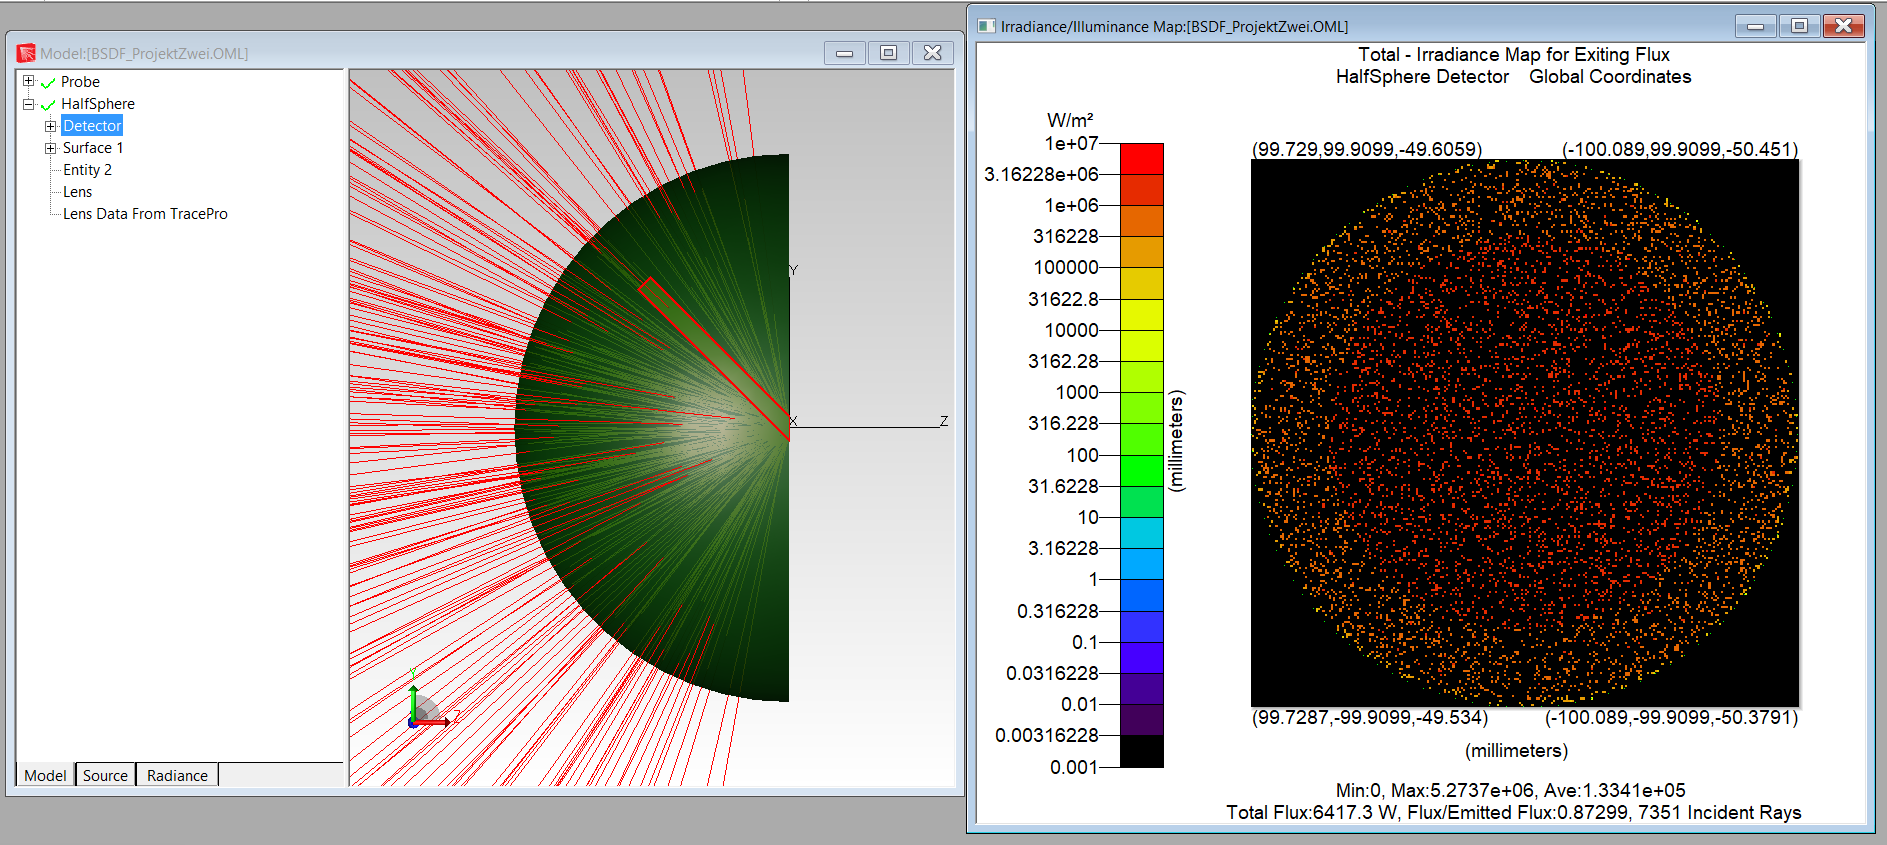 Model:[BSDF_ProjektZwei.OML]
Probe
HalfSphere
Detector
Surface 1
Entity 2
Lens
Lens Data From TracePro
Model
Source
Radiance
Y
X
Z
Y
Z
Irradiance/Illuminance Map:[BSDF_ProjektZwei.OML]
Total - Irradiance Map for Exiting Flux
HalfSphere Detector    Global Coordinates
W/m²
1e+07
3.16228e+06
1e+06
316228
100000
31622.8
10000
3162.28
1000
316.228
100
31.6228
10
3.16228
1
0.316228
0.1
0.0316228
0.01
0.00316228
0.001
(millimeters)
(99.729,99.9099,-49.6059)
(-100.089,99.9099,-50.451)
(99.7287,-99.9099,-49.534)
(-100.089,-99.9099,-50.3791)
(millimeters)
Min:0, Max:5.2737e+06, Ave:1.3341e+05
Total Flux:6417.3 W, Flux/Emitted Flux:0.87299, 7351 Incident Rays